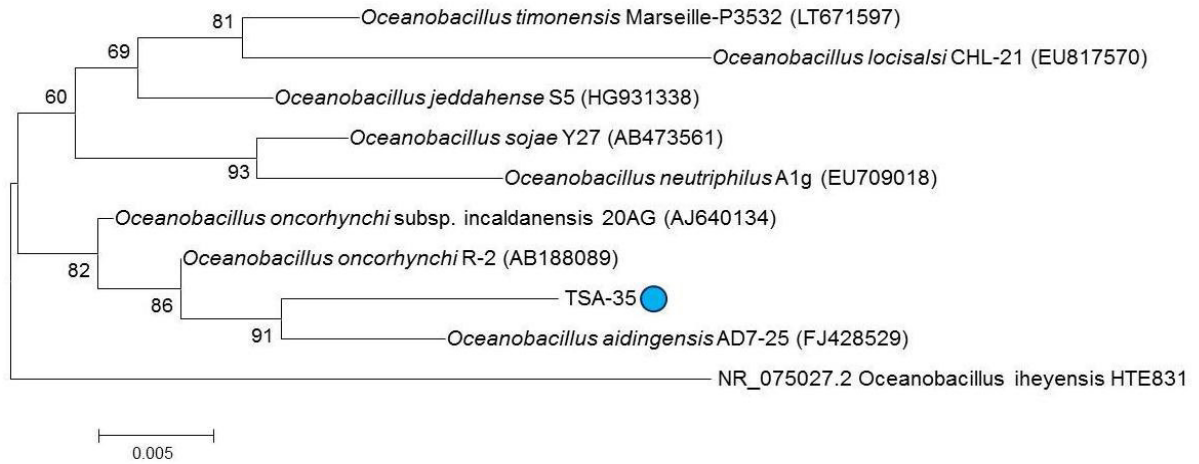 81
Oceanobacillus timonensis Marseille-P3532 (LT671597)
69
Oceanobacillus locisalsi CHL-21 (EU817570)
60
Oceanobacillus jeddahense S5 (HG931338)
Oceanobacillus sojae Y27 (AB473561)
93
Oceanobacillus neutriphilus A1g (EU709018)
Oceanobacillus oncorhynchi subsp. incaldanensis 20AG (AJ640134)
82
Oceanobacillus oncorhynchi R-2 (AB188089)
86
TSA-35
91
Oceanobacillus aidingensis AD7-25 (FJ428529)
NR_075027.2 Oceanobacillus iheyensis HTE831
0.005